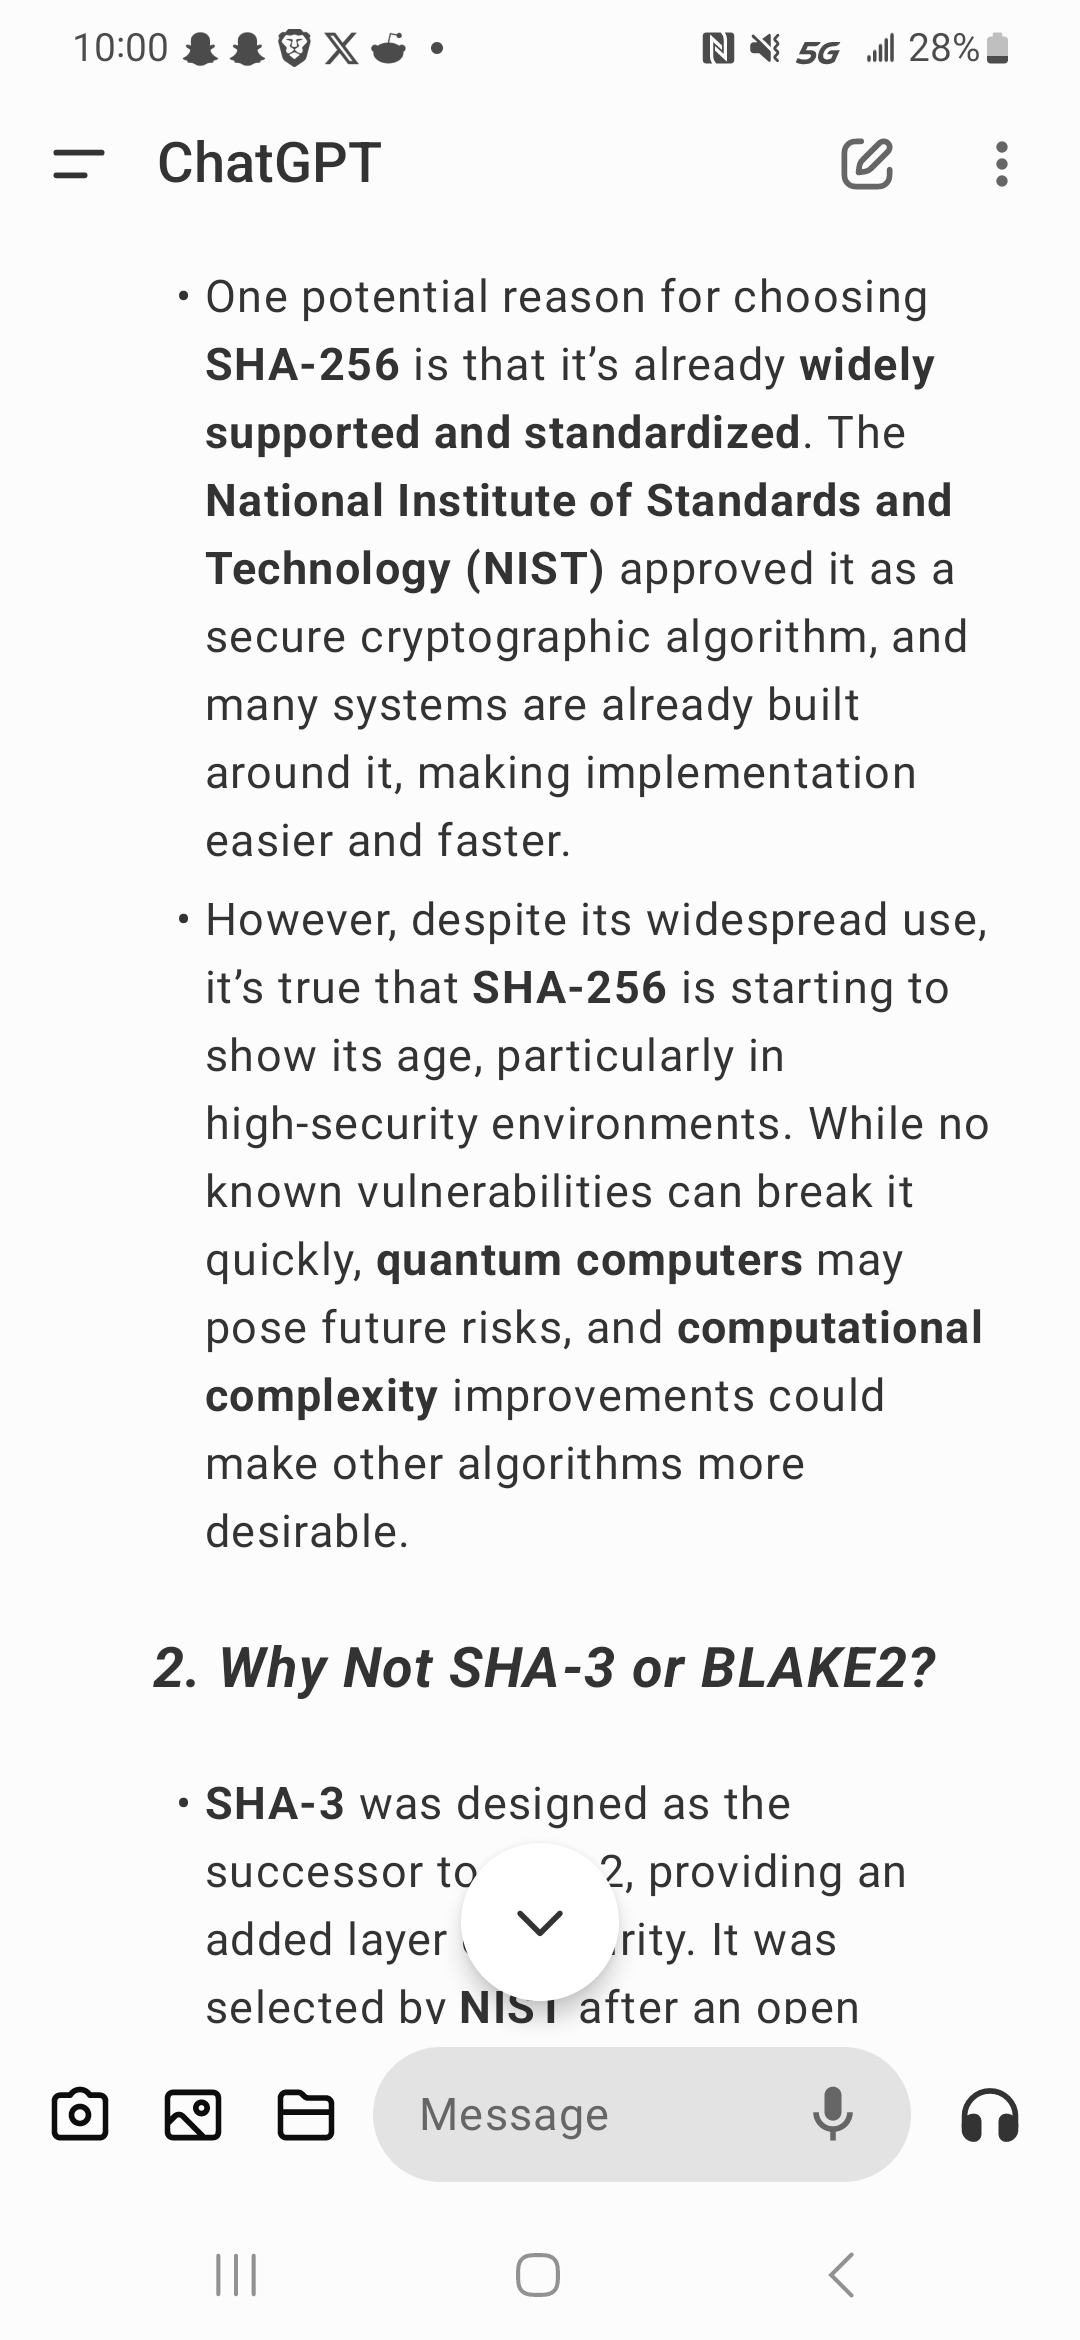 10:00 5G 28%
ChatGPT
• One potential reason for choosing
SHA-256 is that it's already widely
supported and standardized. The
National Institute of Standards and
Technology (NIST) approved it as a
secure cryptographic algorithm, and
many systems are already built
around it, making implementation
easier and faster.
• However, despite its widespread use,
it's true that SHA-256 is starting to
show its age, particularly in
high-security environments. While no
known vulnerabilities can break it
quickly, quantum computers may
pose future risks, and computational
complexity improvements could
make other algorithms more
desirable.
2. Why Not SHA-3 or BLAKE2?
• SHA-3 was designed as the
successor to 2, providing an
added layer rity. It was
selected by NIST after an open
Message